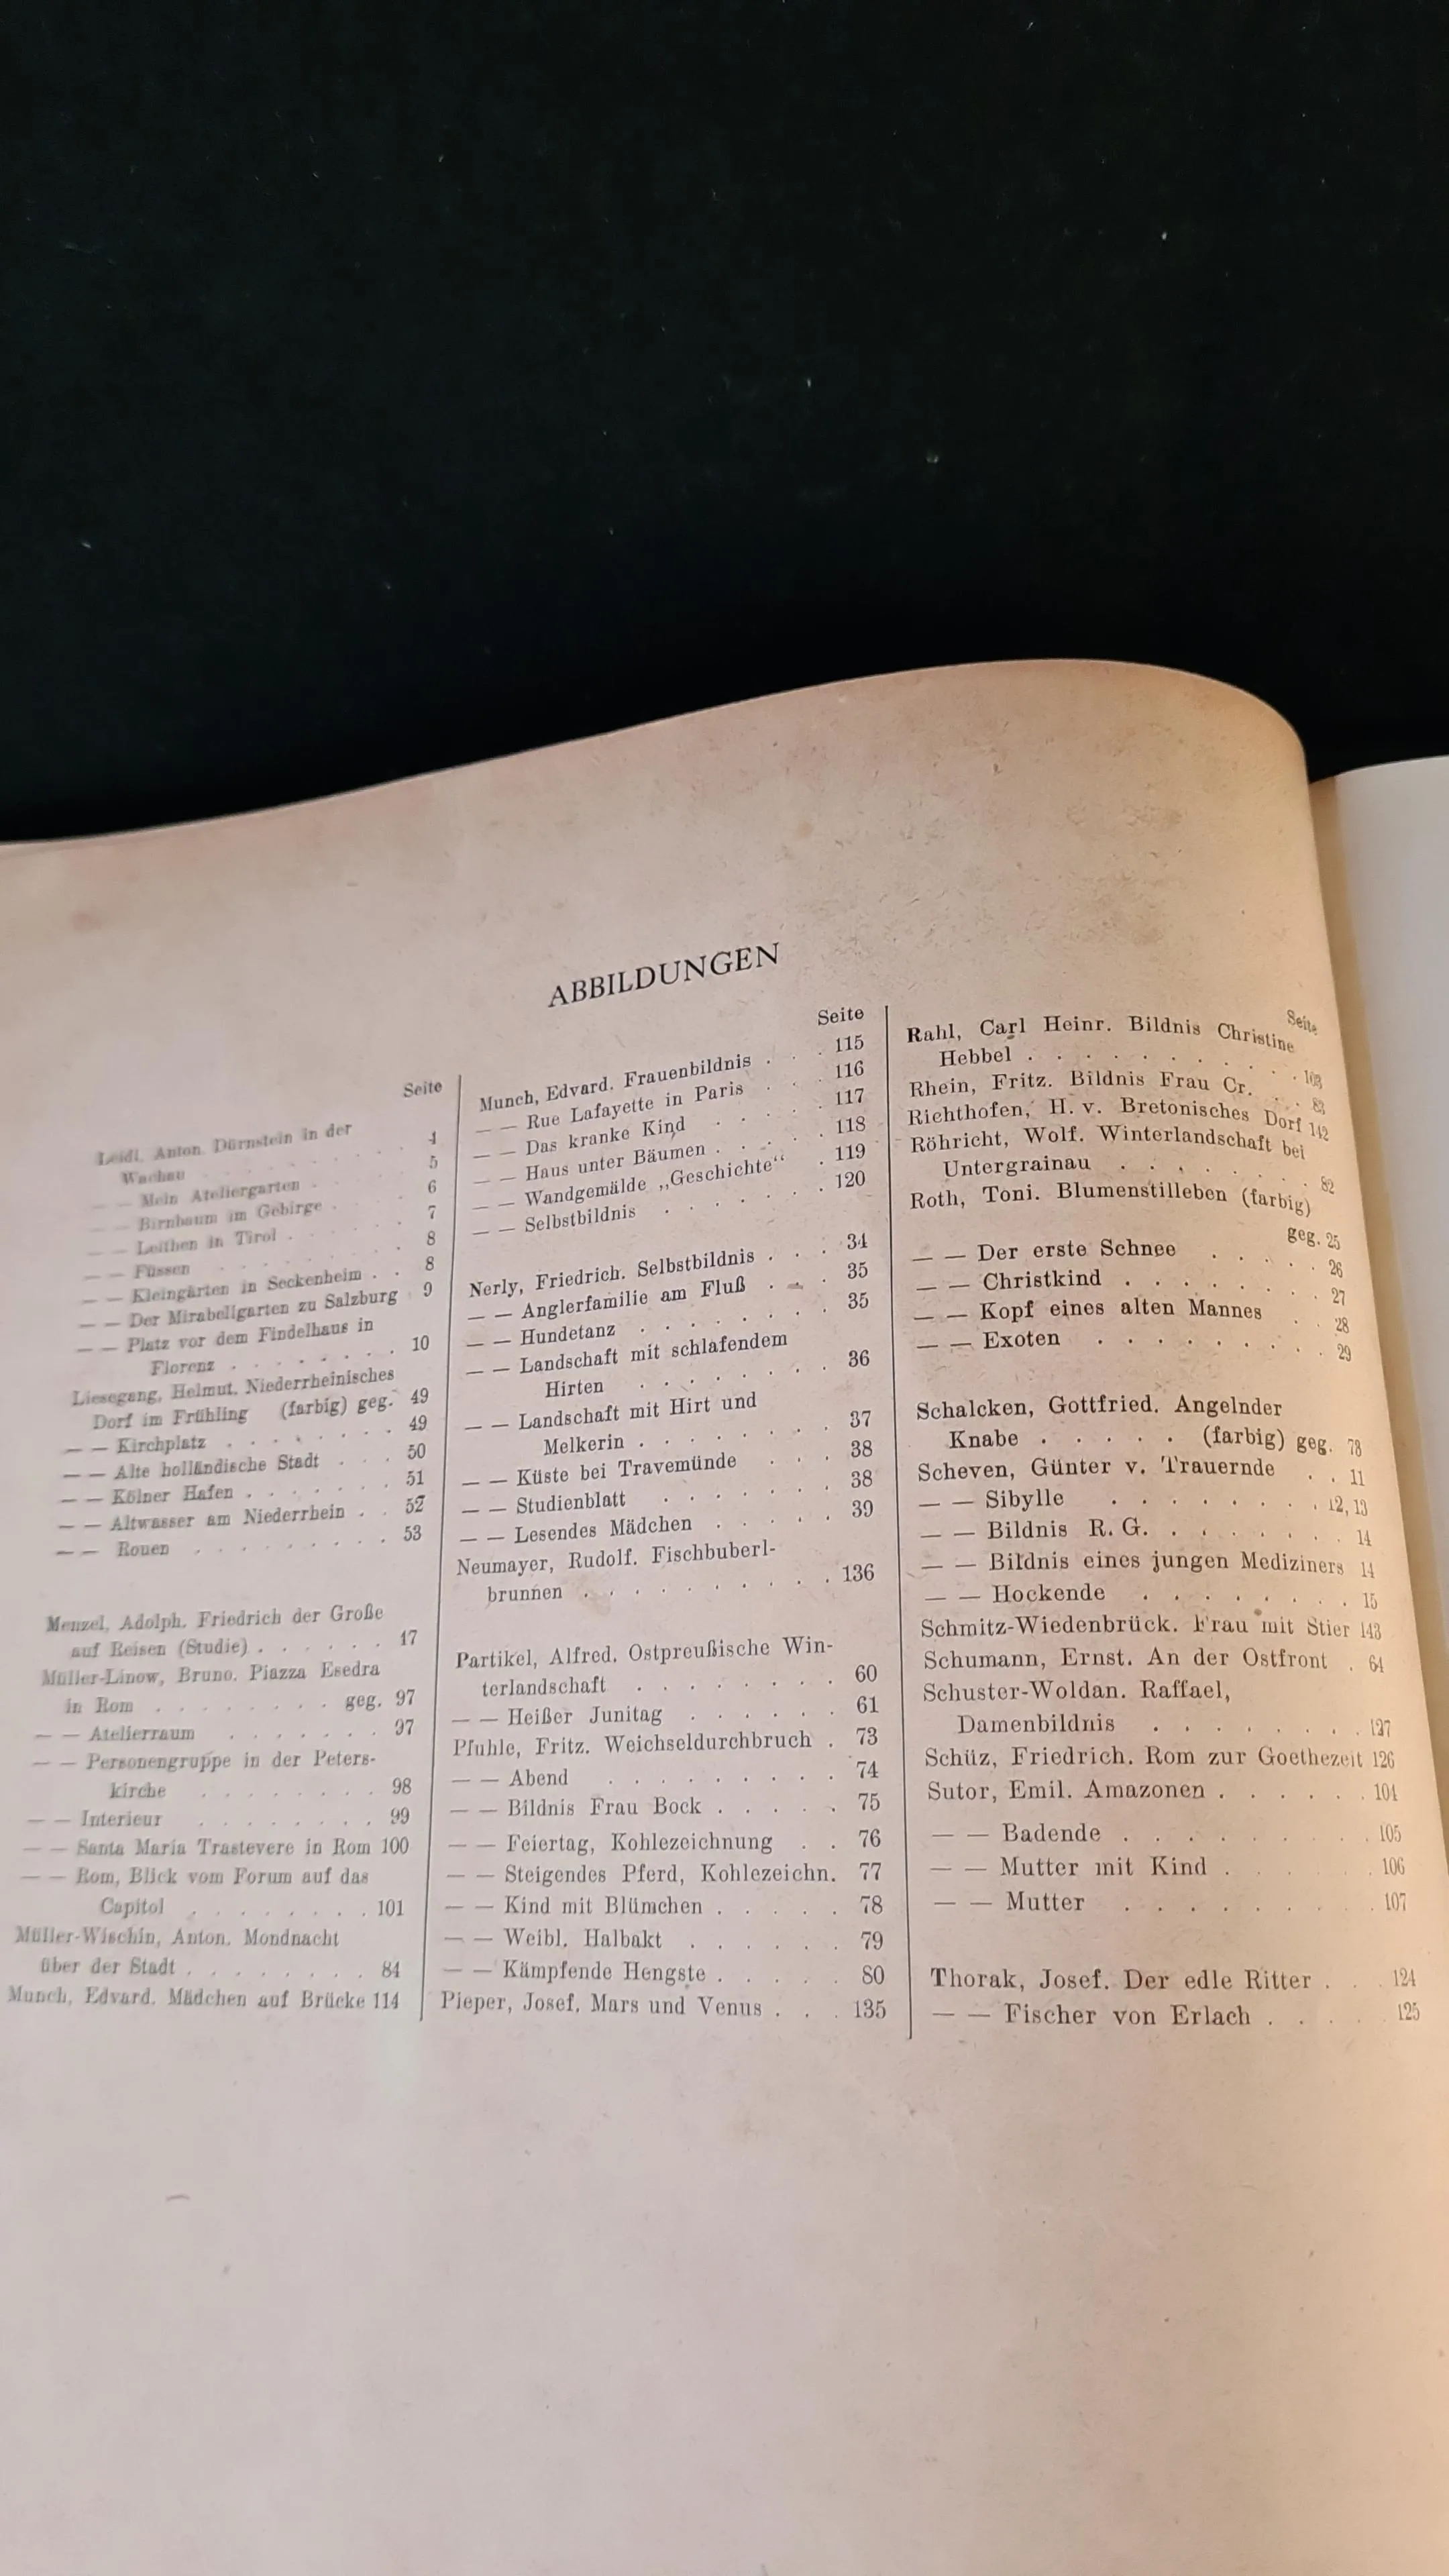 ABBILDUNGEN
Seite
Leidl, Anton. Dürnstein in der
Wachau . . . . . . . . . 4
— — Mein Ateliergarten . . . . 5
— — Birnbaum im Gebirge . . . 6
— — Leithen in Tirol . . . . . 7
— — Füssen . . . . . . . . 8
— — Kleingärten in Seckenheim . . 8
— — Der Mirabellgarten zu Salzburg . 9
— — Platz vor dem Findelhaus in
Florenz . . . . . . . . 10
Liesegang, Helmut. Niederrheinisches
Dorf im Frühling (farbig) geg. 49
— — Kirchplatz . . . . . . . 49
— — Alte holländische Stadt . . . 50
— — Kölner Hafen . . . . . . 51
— — Altwasser am Niederrhein . . 52
— — Rouen . . . . . . . . . 53
Menzel, Adolph. Friedrich der Große
auf Reisen (Studie) . . . . . . 17
Müller-Linow, Bruno. Piazza Esedra
in Rom . . . . . . . geg. 97
— — Atelierraum . . . . . . 97
— — Personengruppe in der Peters-
kirche . . . . . . . . 98
— — Interieur . . . . . . . . 99
— — Santa Maria Trastevere in Rom 100
— — Rom, Blick vom Forum auf das
Capitol . . . . . . . . 101
Müller-Wischin, Anton. Mondnacht
über der Stadt . . . . . . . . 84
Munch, Edvard. Mädchen auf Brücke 114
Seite
Munch, Edvard. Frauenbildnis . . . 115
— — Rue Lafayette in Paris . . . 116
— — Das kranke Kind . . . . . 117
— — Haus unter Bäumen . . . . . 118
— — Wandgemälde „Geschichte“ . 119
— — Selbstbildnis . . . . . . . 120
Nerly, Friedrich. Selbstbildnis . . . 34
— — Anglerfamilie am Fluß . . . 35
— — Hundetanz . . . . . . . 35
— — Landschaft mit schlafendem
Hirten . . . . . . . 36
— — Landschaft mit Hirt und
Melkerin . . . . . . . 37
— — Küste bei Travemünde . . . 38
— — Studienblatt . . . . . . 38
— — Lesendes Mädchen . . . . . 39
Neumayer, Rudolf. Fischbuberl-
brunnen . . . . . . . . . 136
Partikel, Alfred. Ostpreußische Win-
terlandschaft . . . . . . . 60
— — Heißer Junitag . . . . . . 61
Pfuhle, Fritz. Weichseldurchbruch . 73
— — Abend . . . . . . . . . 74
— — Bildnis Frau Bock . . . . . 75
— — Feiertag, Kohlezeichnung . . 76
— — Steigendes Pferd, Kohlezeichn. 77
— — Kind mit Blümchen . . . . . 78
— — Weibl. Halbakt . . . . . . 79
— — Kämpfende Hengste . . . . . 80
Pieper, Josef. Mars und Venus . . . 135
Seite
Rahl, Carl Heinr. Bildnis Christine
Hebbel . . . . . . . . . .
Rhein, Fritz. Bildnis Frau Cr. . .
Richthofen, H. v. Bretonisches Dorf 142
Röhricht, Wolf. Winterlandschaft bei
Untergrainau . . . . . . . 82
Roth, Toni. Blumenstilleben (farbig)
geg. 25
— — Der erste Schnee . . . . . 26
— — Christkind . . . . . . . . 27
— — Kopf eines alten Mannes . . 28
— — Exoten . . . . . . . . . 29
Schalcken, Gottfried. Angelnder
Knabe . . . . . (farbig) geg. 78
Scheven, Günter v. Trauernde . . 11
— — Sibylle . . . . . . . . 12, 13
— — Bildnis R. G. . . . . . . 14
— — Bildnis eines jungen Mediziners 14
— — Hockende . . . . . . . . 15
Schmitz-Wiedenbrück. Frau mit Stier 143
Schumann, Ernst. An der Ostfront . 64
Schuster-Woldan. Raffael,
Damenbildnis . . . . . . . . 127
Schüz, Friedrich. Rom zur Goethezeit 126
Sutor, Emil. Amazonen . . . . . . 104
— — Badende . . . . . . . . . 105
— — Mutter mit Kind . . . . . . 106
— — Mutter . . . . . . . . . 107
Thorak, Josef. Der edle Ritter . . . 124
— — Fischer von Erlach . . . . . 125